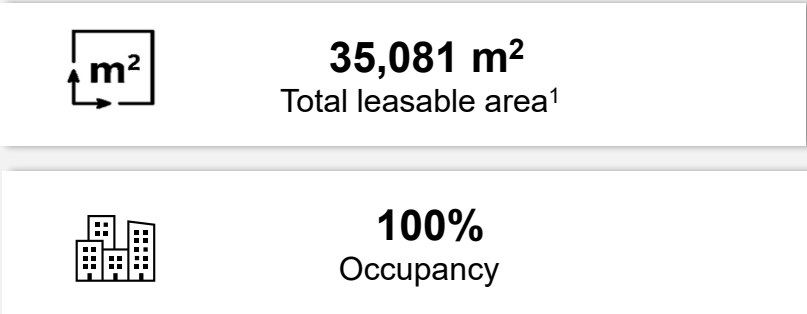 m²
35,081 m²
Total leasable area¹
100%
Occupancy